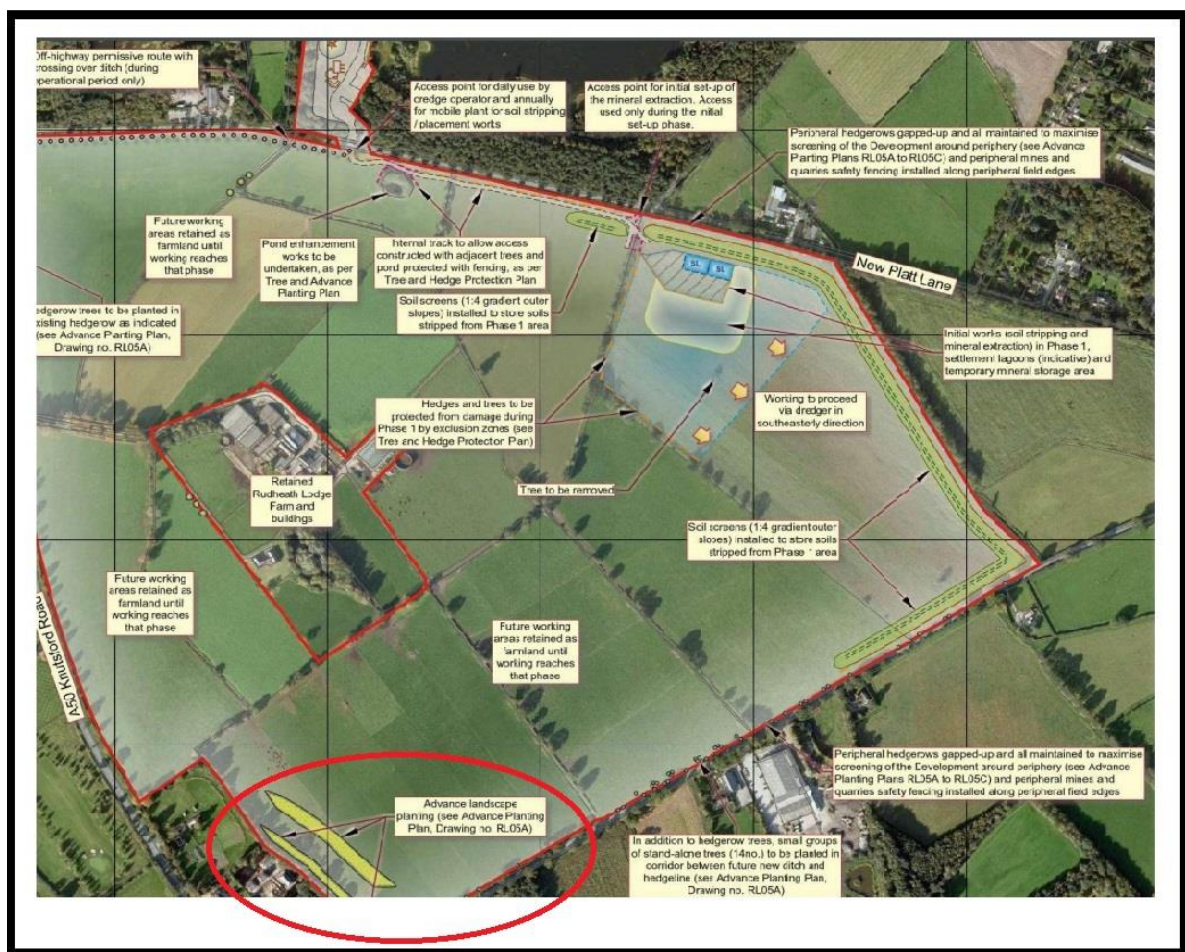 Off-highway permissive route with
crossing over ditch (during
operational period only)
Access point for daily use by
credge operator and annually
for mobile plant for soil stripping
/placement works
Access point for initial set-up of
the mineral extraction. Access
used only during the initial
set-up phase.
Peripheral hedgerows gapped-up and all maintained to maximise
screening of the Development around periphery (see Advance
Planting Plans RL05A to RL05C) and peripheral mines and
quarries safety fencing installed along peripheral field edges
Future working
areas retained as
farmland until
working reaches
that phase
Pond enhancement
works to be
undertaken, as per
Tree and Advance
Planting Plan
Internal track to allow access
constructed with adjacent trees and
pond protected with fencing, as per
Tree and Hedge Protection Plan
SL
SL
New Platt Lane
Soil screens (1:4 gradient outer
slopes) installed to store soils
stripped from Phase 1 area
hedgerow trees to be planted in
existing hedgerow as indicated
(see Advance Planting Plan,
Drawing no. RL05A)
Initial works (soil stripping and
mineral extraction) in Phase 1,
settlement lagoons (indicative) and
temporary mineral storage area
Hedges and trees to be
protected from damage during
Phase 1 by exclusion zones (see
Tree and Hedge Protection Plan)
Working to proceed
via dredger in
southeasterly direction
Retained
Rudheath Lodge
Farm and
buildings
Tree to be removed
Soil screens (1:4 gradient outer
slopes) installed to store soils
stripped from Phase 1 area
Future working
areas retained as
farmland until
working reaches
that phase
A50 Knutsford Road
Future working
areas retained as
farmland until
working reaches
that phase
Peripheral hedgerows gapped-up and all maintained to maximise
screening of the Development around periphery (see Advance
Planting Plans RL05A to RL05C) and peripheral mines and
quarries safety fencing installed along peripheral field edges
Advance landscape
planting (see Advance Planting
Plan, Drawing no. RL05A)
In addition to hedgerow trees, small groups
of stand-alone trees (14no.) to be planted in
corridor between future new ditch and
hedgeline (see Advance Planting Plan,
Drawing no. RL05A)